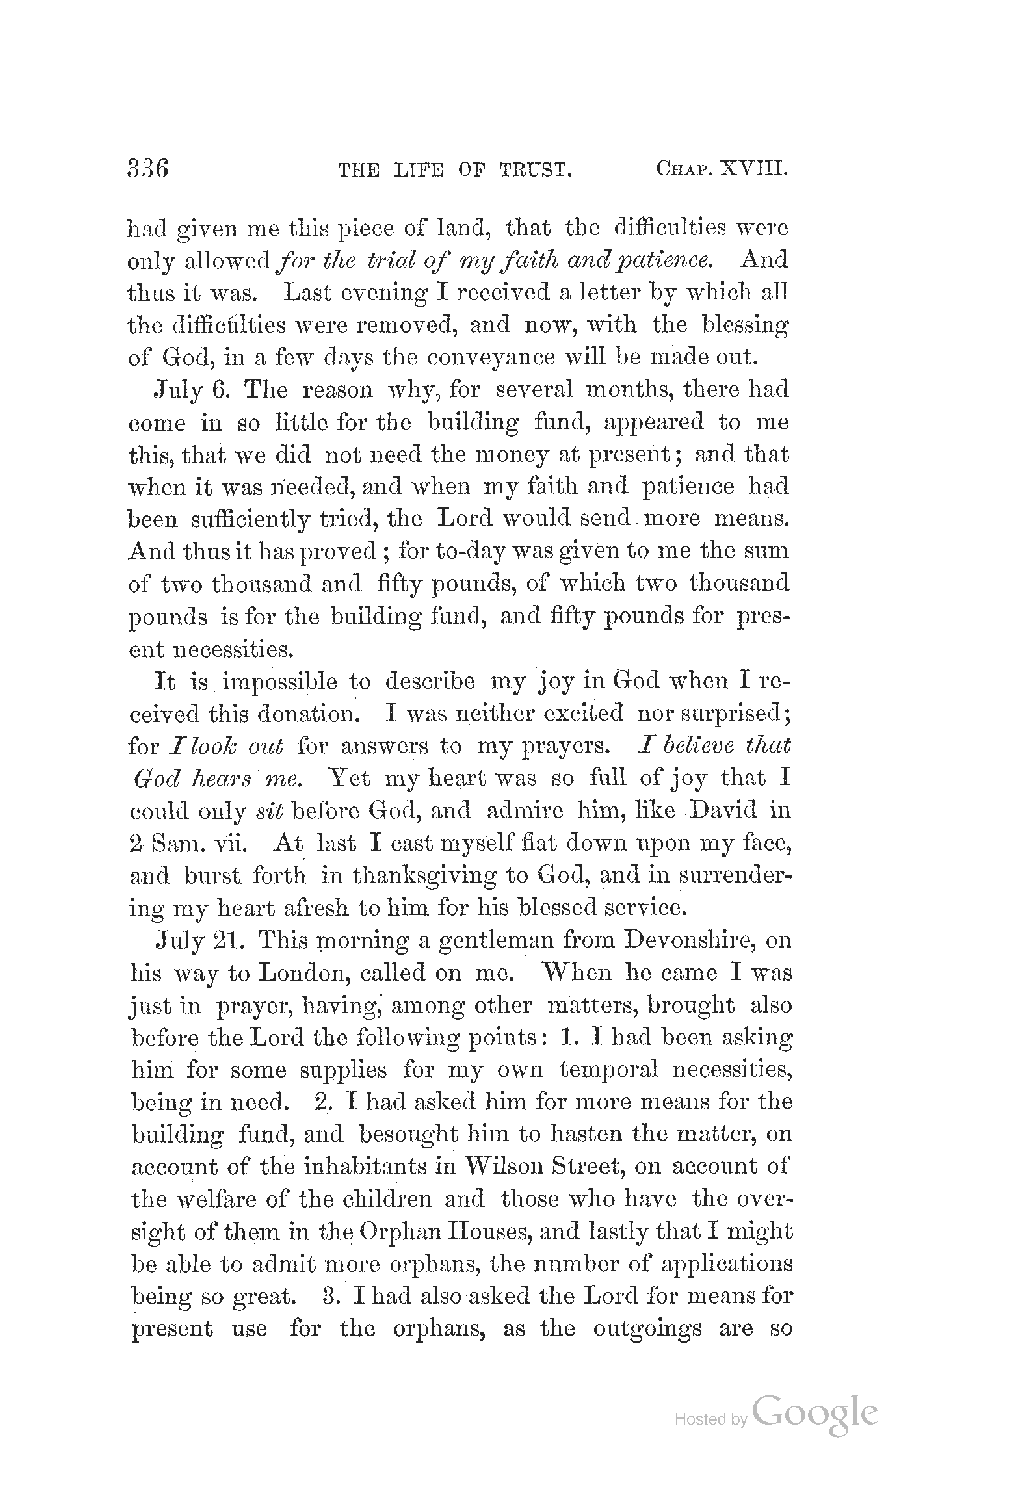 336 THE LIFE OF TRUST. CHAP. XVIII.
had given me this piece of land, that the difficulties were
only allowed for the trial of my faith and patience. And
thus it was. Last evening I received a letter by which all
the difficulties were removed, and now, with the blessing
of God, in a few days the conveyance will be made out.
July 6. The reason why, for several months, there had
come in so little for the building fund, appeared to me
this, that we did not need the money at present; and that
when it was needed, and when my faith and patience had
been sufficiently tried, the Lord would send more means.
And thus it has proved; for to-day was given to me the sum
of two thousand and fifty pounds, of which two thousand
pounds is for the building fund, and fifty pounds for pres-
ent necessities.
It is impossible to describe my joy in God when I re-
ceived this donation. I was neither excited nor surprised;
for I look out for answers to my prayers. I believe that
God hears me. Yet my heart was so full of joy that I
could only sit before God, and admire him, like David in
2 Sam. vii. At last I cast myself flat down upon my face,
and burst forth in thanksgiving to God, and in surrender-
ing my heart afresh to him for his blessed service.
July 21. This morning a gentleman from Devonshire, on
his way to London, called on me. When he came I was
just in prayer, having, among other matters, brought also
before the Lord the following points: 1. I had been asking
him for some supplies for my own temporal necessities,
being in need. 2. I had asked him for more means for the
building fund, and besought him to hasten the matter, on
account of the inhabitants in Wilson Street, on account of
the welfare of the children and those who have the over-
sight of them in the Orphan Houses, and lastly that I might
be able to admit more orphans, the number of applications
being so great. 3. I had also asked the Lord for means for
present use for the orphans, as the outgoings are so
Hosted by Google